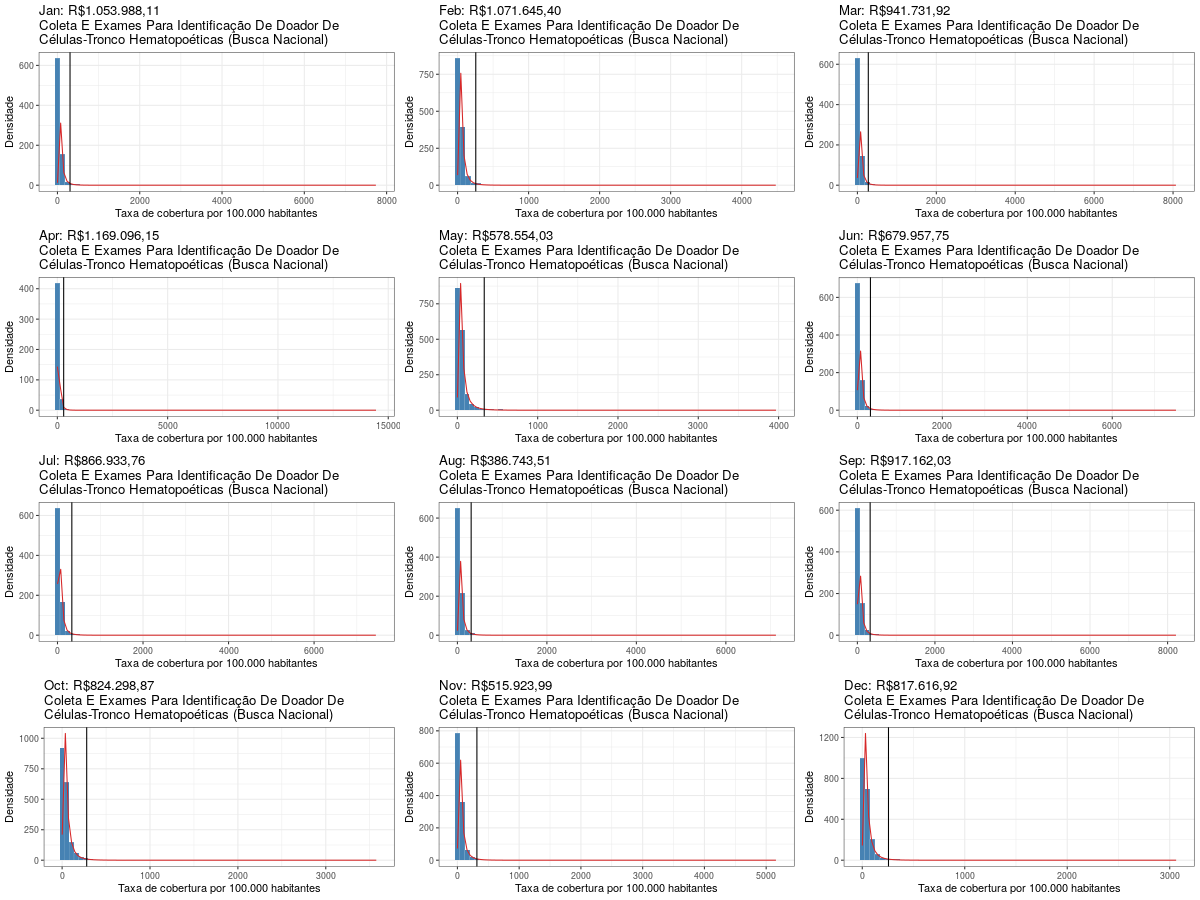 Jan: R$1.053.988,11
Coleta E Exames Para Identificação De Doador De
Células-Tronco Hematopoéticas (Busca Nacional)
600
400
200
0
Densidade
0 2000 4000 6000 8000
Taxa de cobertura por 100.000 habitantes
Feb: R$1.071.645,40
Coleta E Exames Para Identificação De Doador De
Células-Tronco Hematopoéticas (Busca Nacional)
750
500
250
0
Densidade
0 1000 2000 3000 4000
Taxa de cobertura por 100.000 habitantes
Mar: R$941.731,92
Coleta E Exames Para Identificação De Doador De
Células-Tronco Hematopoéticas (Busca Nacional)
600
400
200
0
Densidade
0 2000 4000 6000 8000
Taxa de cobertura por 100.000 habitantes
Apr: R$1.169.096,15
Coleta E Exames Para Identificação De Doador De
Células-Tronco Hematopoéticas (Busca Nacional)
400
300
200
100
0
Densidade
0 5000 10000 15000
Taxa de cobertura por 100.000 habitantes
May: R$578.554,03
Coleta E Exames Para Identificação De Doador De
Células-Tronco Hematopoéticas (Busca Nacional)
750
500
250
0
Densidade
0 1000 2000 3000 4000
Taxa de cobertura por 100.000 habitantes
Jun: R$679.957,75
Coleta E Exames Para Identificação De Doador De
Células-Tronco Hematopoéticas (Busca Nacional)
600
400
200
0
Densidade
0 2000 4000 6000
Taxa de cobertura por 100.000 habitantes
Jul: R$866.933,76
Coleta E Exames Para Identificação De Doador De
Células-Tronco Hematopoéticas (Busca Nacional)
600
400
200
0
Densidade
0 2000 4000 6000
Taxa de cobertura por 100.000 habitantes
Aug: R$386.743,51
Coleta E Exames Para Identificação De Doador De
Células-Tronco Hematopoéticas (Busca Nacional)
600
400
200
0
Densidade
0 2000 4000 6000
Taxa de cobertura por 100.000 habitantes
Sep: R$917.162,03
Coleta E Exames Para Identificação De Doador De
Células-Tronco Hematopoéticas (Busca Nacional)
600
400
200
0
Densidade
0 2000 4000 6000 8000
Taxa de cobertura por 100.000 habitantes
Oct: R$824.298,87
Coleta E Exames Para Identificação De Doador De
Células-Tronco Hematopoéticas (Busca Nacional)
1000
750
500
250
0
Densidade
0 1000 2000 3000
Taxa de cobertura por 100.000 habitantes
Nov: R$515.923,99
Coleta E Exames Para Identificação De Doador De
Células-Tronco Hematopoéticas (Busca Nacional)
800
600
400
200
0
Densidade
0 1000 2000 3000 4000 5000
Taxa de cobertura por 100.000 habitantes
Dec: R$817.616,92
Coleta E Exames Para Identificação De Doador De
Células-Tronco Hematopoéticas (Busca Nacional)
1200
800
400
0
Densidade
0 1000 2000 3000
Taxa de cobertura por 100.000 habitantes